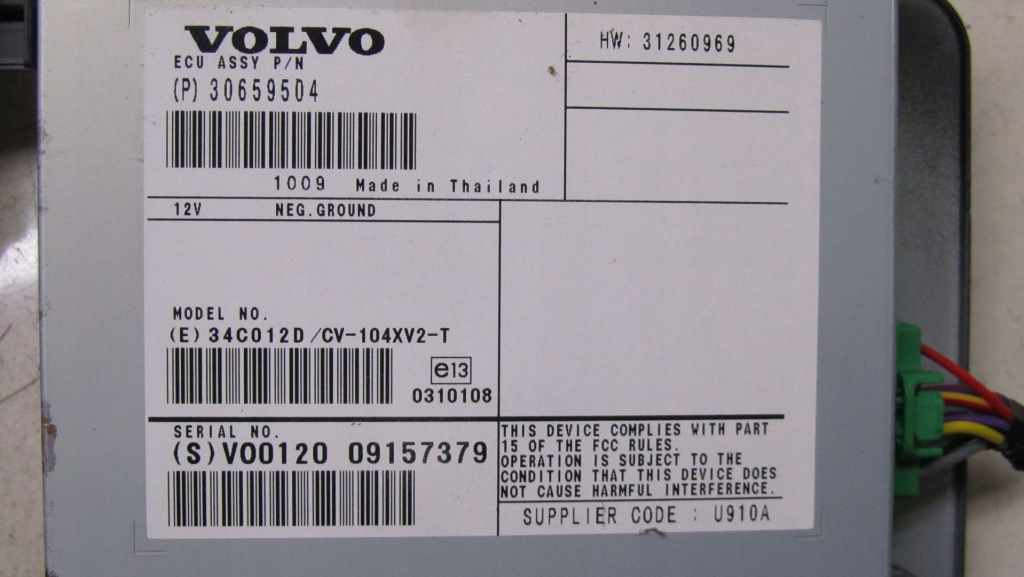 VOLVO
ECU ASSY P/N
(P) 30659504
1009 Made in Thailand
HW: 31260969
12V NEG.GROUND
MODEL NO.
(E) 34C012D/CV-104XV2-T
e13
0310108
SERIAL NO.
(S)V00120 09157379
THIS DEVICE COMPLIES WITH PART
15 OF THE FCC RULES.
OPERATION IS SUBJECT TO THE
CONDITION THAT THIS DEVICE DOES
NOT CAUSE HARMFUL INTERFERENCE.
SUPPLIER CODE : U910A